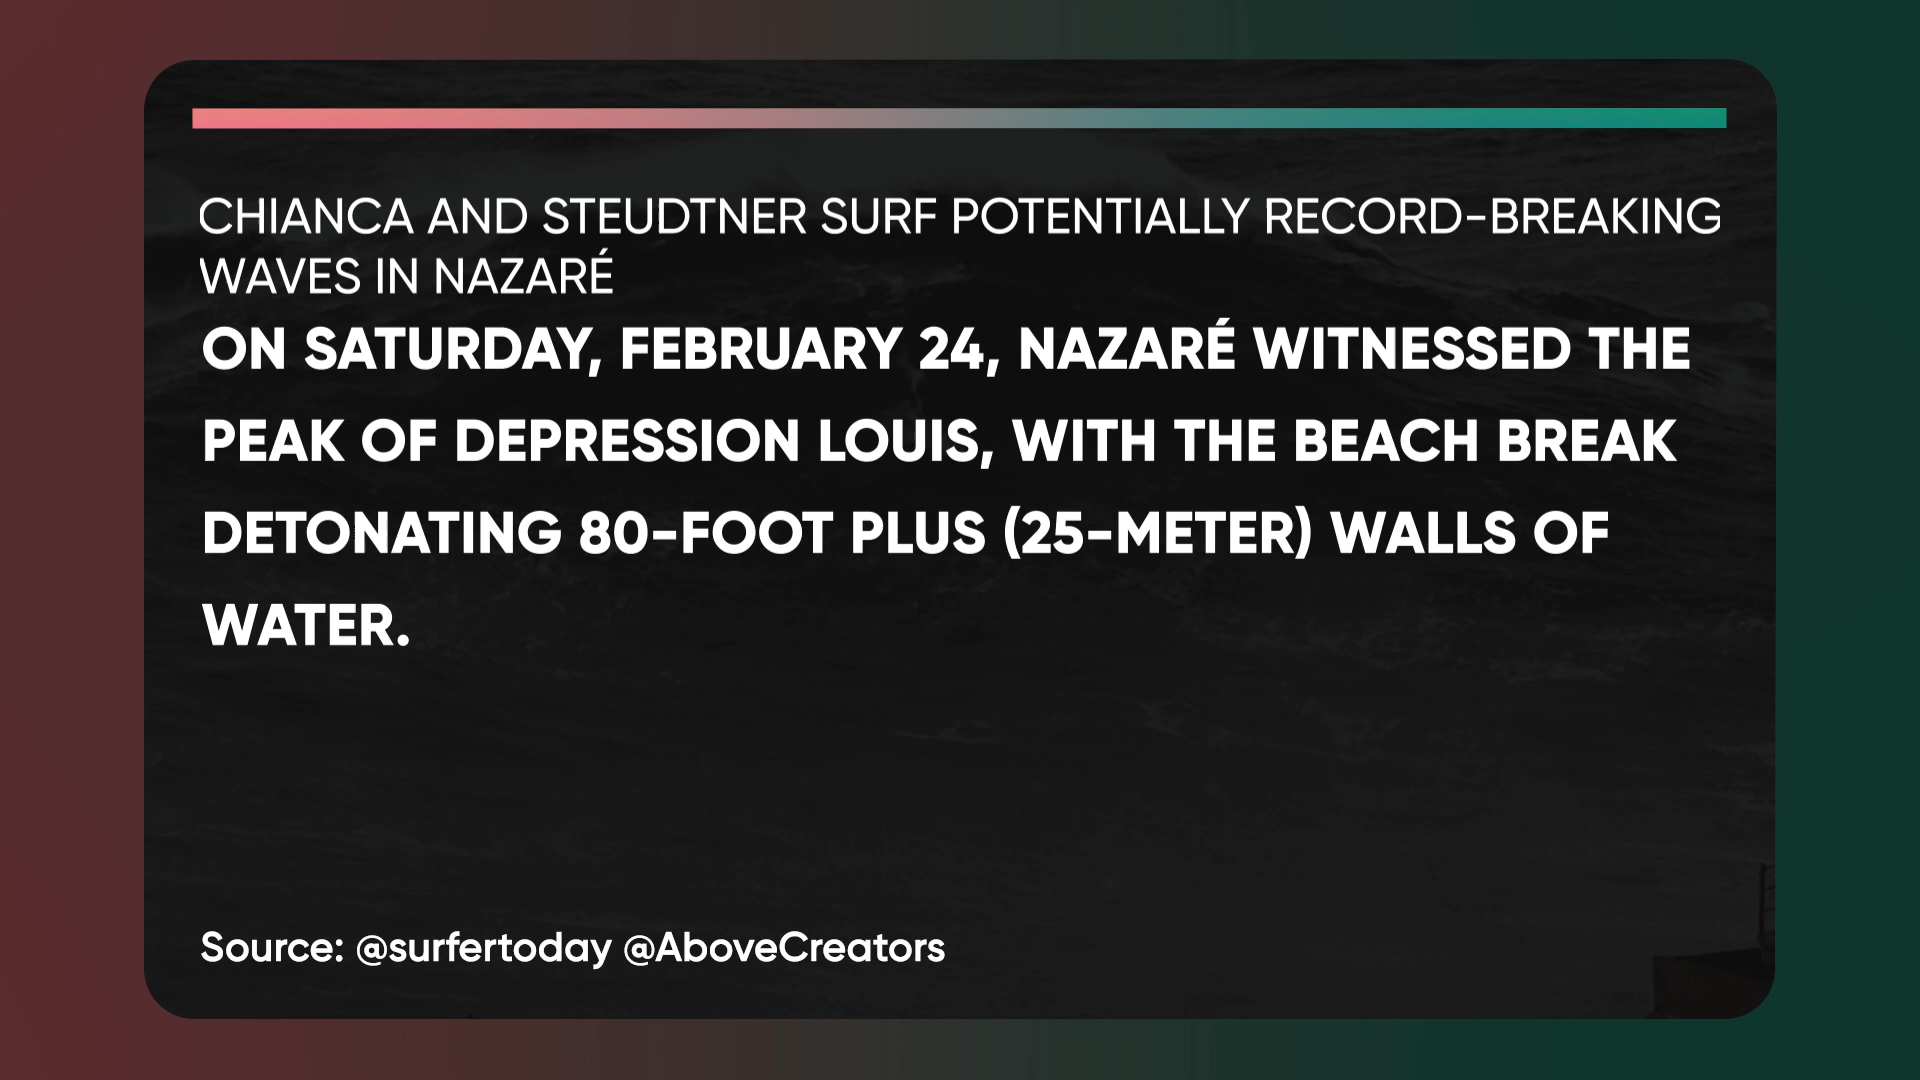 CHIANCA AND STEUDTNER SURF POTENTIALLY RECORD-BREAKING
WAVES IN NAZARÉ
ON SATURDAY, FEBRUARY 24, NAZARÉ WITNESSED THE
PEAK OF DEPRESSION LOUIS, WITH THE BEACH BREAK
DETONATING 80-FOOT PLUS (25-METER) WALLS OF
WATER.
Source: @surfertoday @AboveCreators